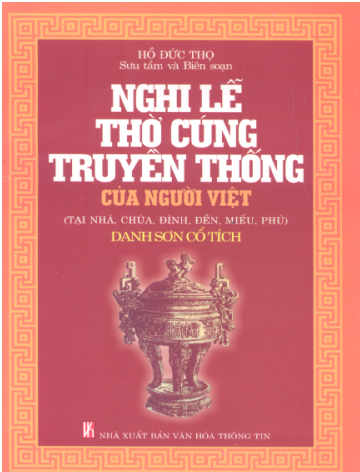 HỒ ĐỨC THỌ
Sưu tầm và Biên soạn
NGHI LỄ
THỜ CÚNG
TRUYỀN THỐNG
CỦA NGƯỜI VIỆT
(TẠI NHÀ, CHÙA, ĐÌNH, ĐỀN, MIẾU, PHỦ)
DANH SƠN CỔ TÍCH
NHÀ XUẤT BẢN VĂN HÓA THÔNG TIN